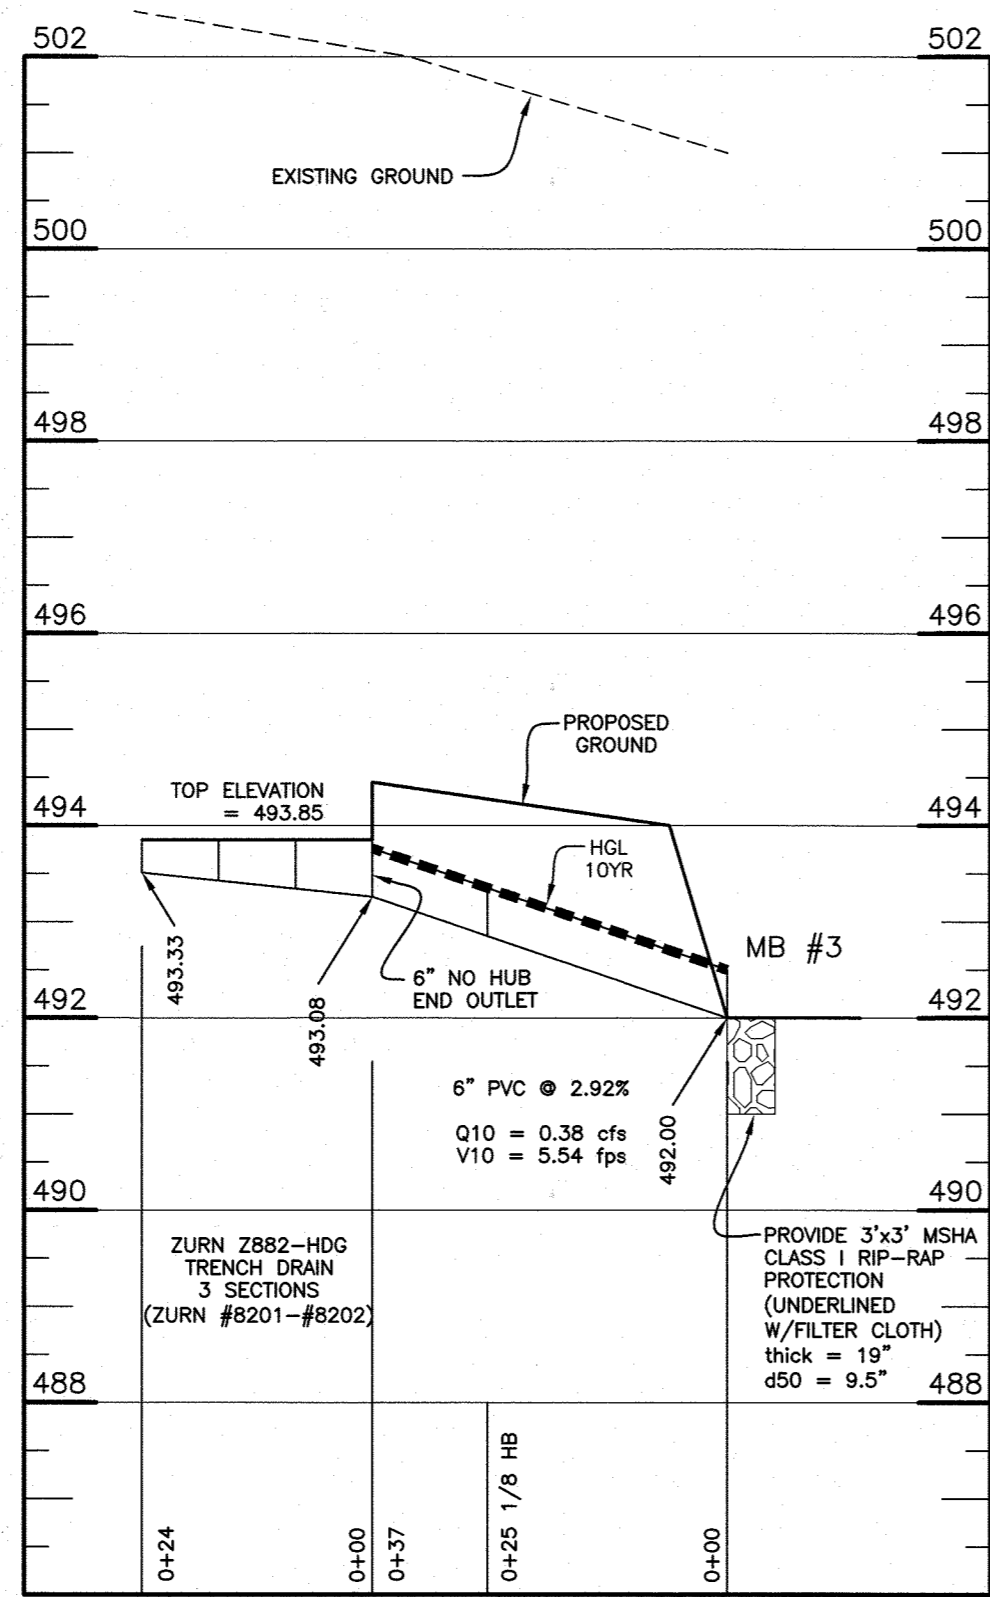 502 502
EXISTING GROUND
500 500
498 498
496 496
PROPOSED
GROUND
TOP ELEVATION
= 493.85
494 494
HGL
10YR
MB #3
493.33
6" NO HUB
END OUTLET
493.08
492 492
6" PVC @ 2.92%
Q10 = 0.38 cfs
V10 = 5.54 fps
492.00
490 490
ZURN Z882-HDG
TRENCH DRAIN
3 SECTIONS
(ZURN #8201-#8202)
PROVIDE 3'x3' MSHA
CLASS I RIP-RAP
PROTECTION
(UNDERLINED
W/FILTER CLOTH)
thick = 19"
d50 = 9.5"
488 488
0+24
0+00
0+37
0+25 1/8 HB
0+00